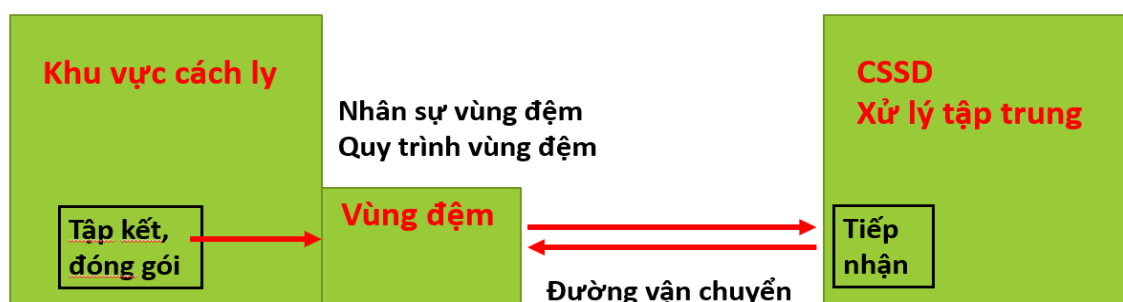 Khu vực cách ly
CSSD
Xử lý tập trung
Nhân sự vùng đệm
Quy trình vùng đệm
Vùng đệm
Tập kết,
đóng gói
Tiếp
nhận
Đường vận chuyển